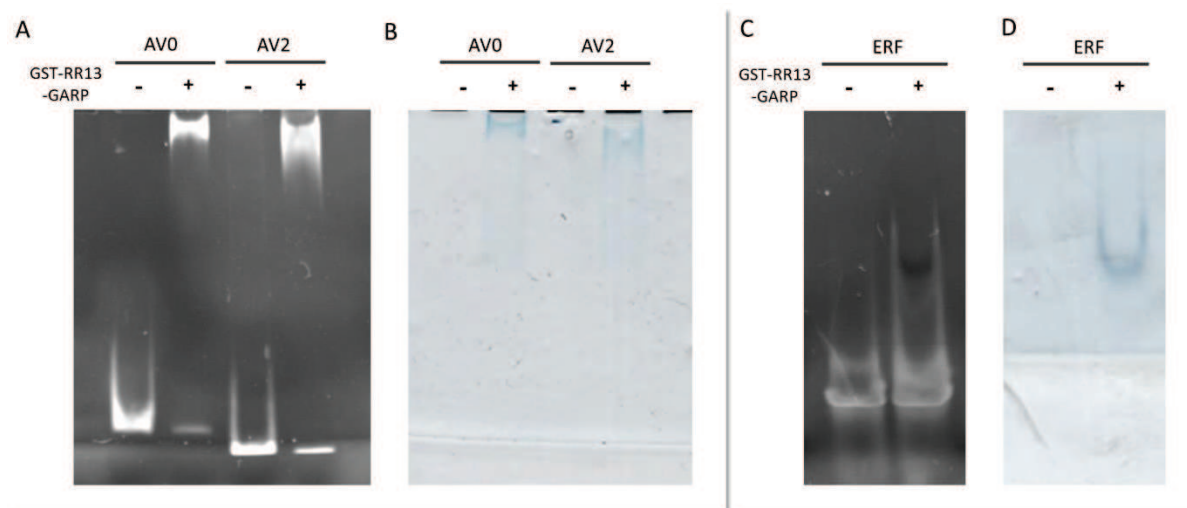 A
AV0 AV2
GST-RR13
-GARP
- + - +
B
AV0 AV2
- + - +
C
ERF
GST-RR13
-GARP
- +
D
ERF
- +